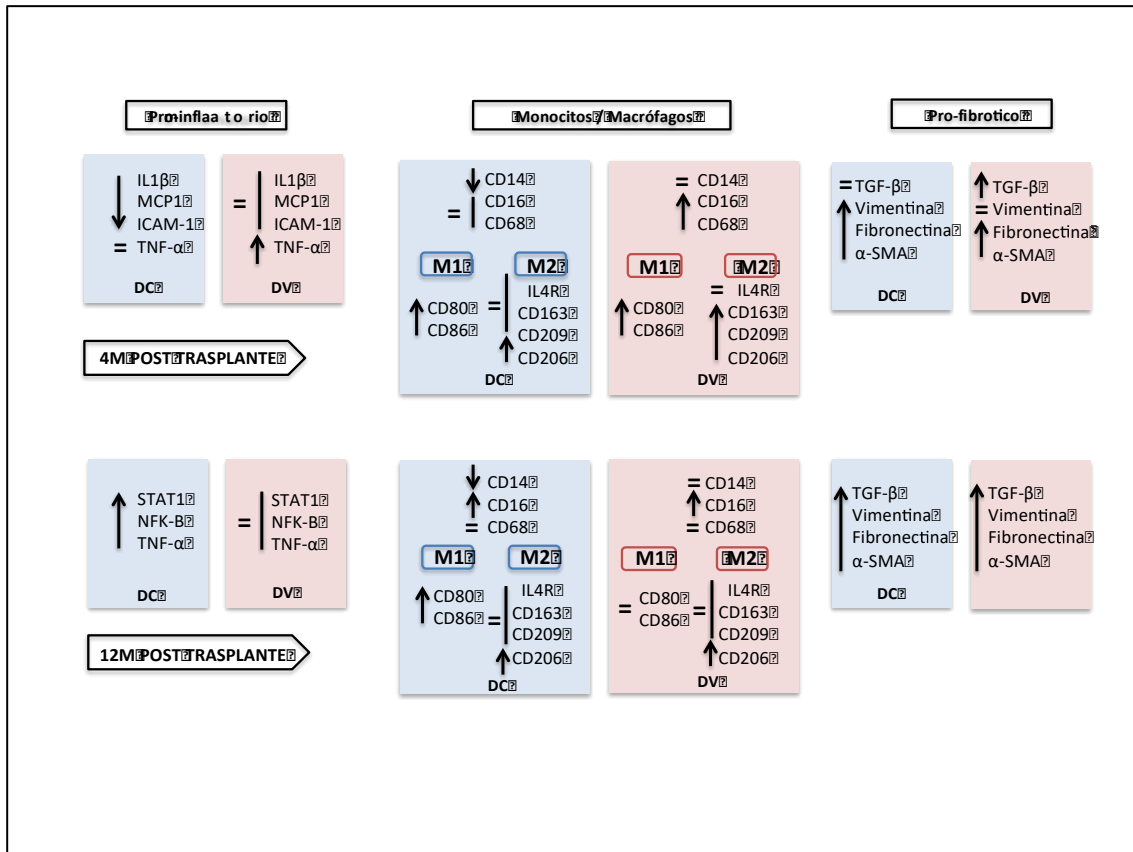 Pro-inflaa t o rio
Monocitos / Macrófagos
Pro-fibrotico
IL1β
MCP1
ICAM-1
= TNF-α
DC
=
IL1β
MCP1
ICAM-1
TNF-α
DV
CD14
= CD16
CD68
M1
M2
CD80
CD86
=
IL4R
CD163
CD209
CD206
DC
= CD14
CD16
CD68
M1
M2
CD80
CD86
= IL4R
CD163
CD209
CD206
DV
= TGF-β
Vimentina
Fibronectina
α-SMA
DC
TGF-β
= Vimentina
Fibronectina
α-SMA
DV
4M POST TRASPLANTE
STAT1
NFK-B
TNF-α
DC
=
STAT1
NFK-B
TNF-α
DV
CD14
CD16
= CD68
M1
M2
CD80
CD86
=
IL4R
CD163
CD209
CD206
DC
= CD14
CD16
= CD68
M1
M2
= CD80
CD86
=
IL4R
CD163
CD209
CD206
DV
TGF-β
Vimentina
Fibronectina
α-SMA
DC
TGF-β
Vimentina
Fibronectina
α-SMA
DV
12M POST TRASPLANTE